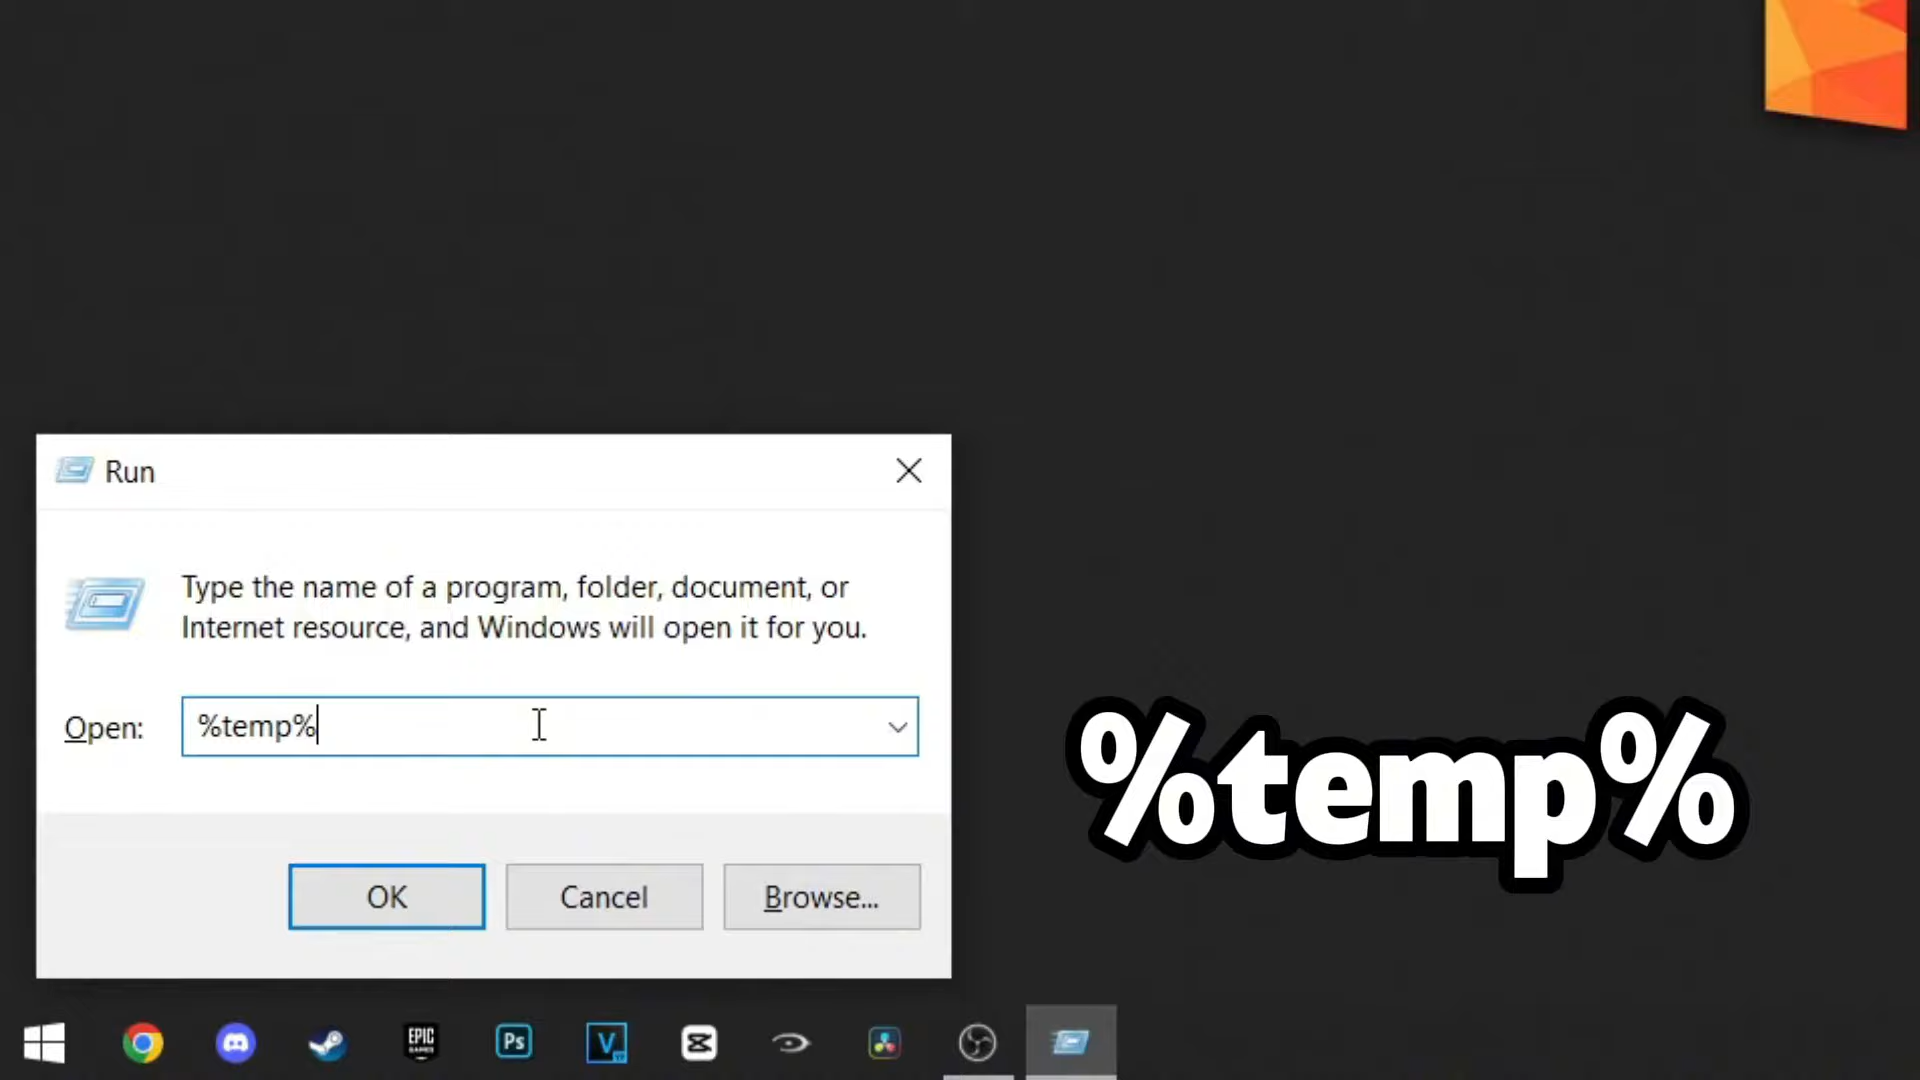 Run
Type the name of a program, folder, document, or
Internet resource, and Windows will open it for you.
Open:
%temp%
OK
Cancel
Browse...
%temp%
EPIC
GAMES
Ps
V